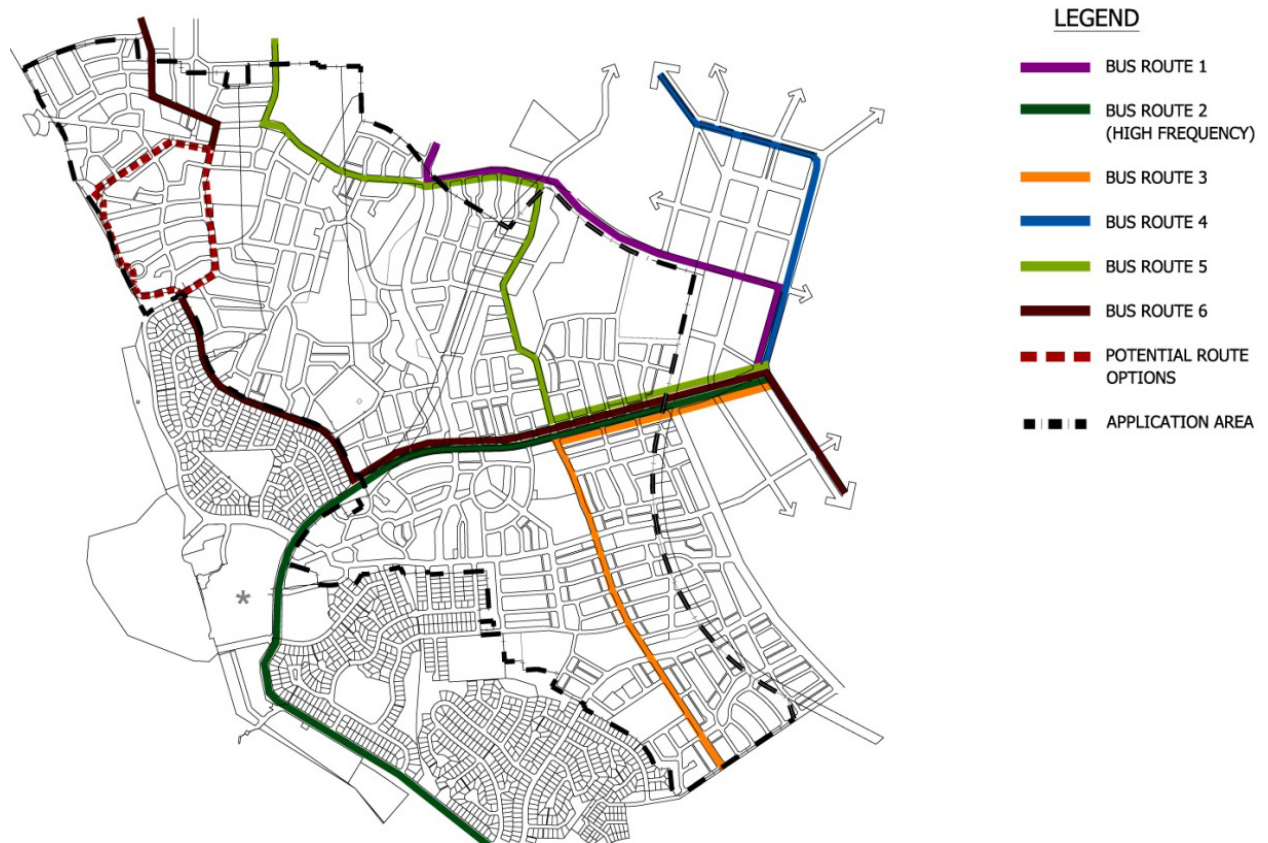 LEGEND
BUS ROUTE 1
BUS ROUTE 2
(HIGH FREQUENCY)
BUS ROUTE 3
BUS ROUTE 4
BUS ROUTE 5
BUS ROUTE 6
POTENTIAL ROUTE
OPTIONS
APPLICATION AREA
*